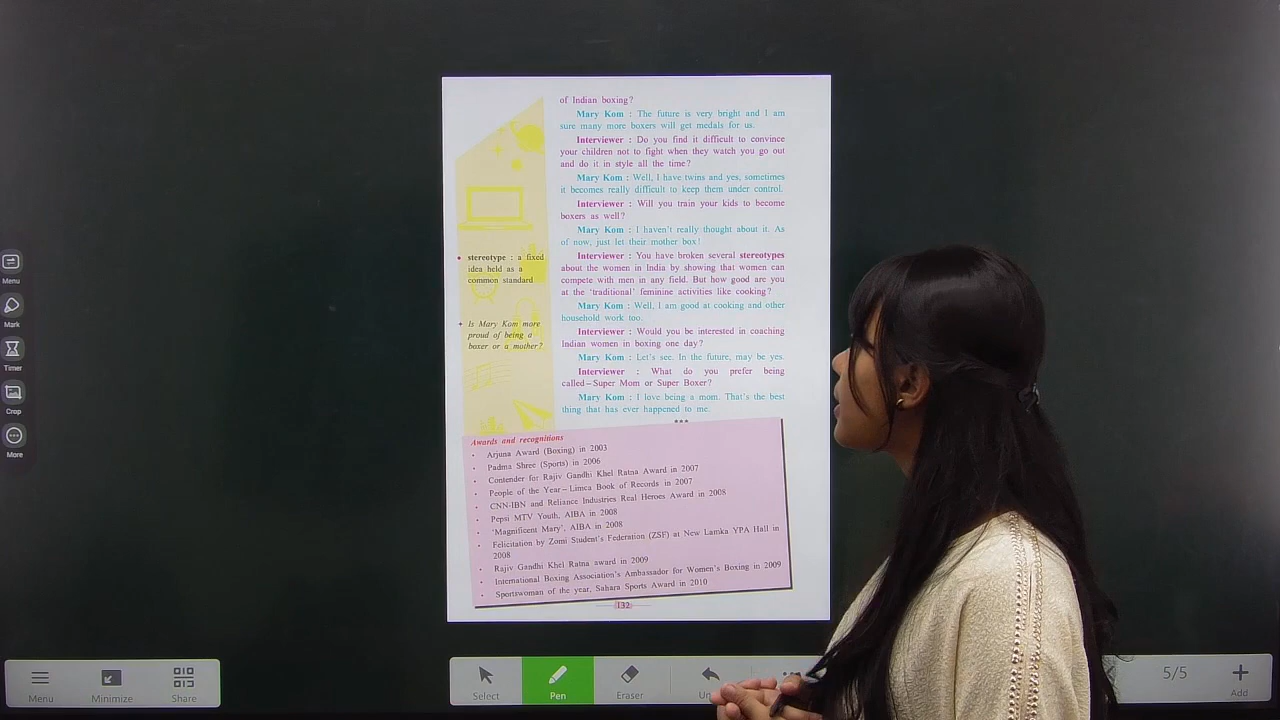 of Indian boxing?
Mary Kom : The future is very bright and I am
sure many more boxers will get medals for us.
Interviewer : Do you find it difficult to convince
your children not to fight when they watch you go out
and do it in style all the time?
Mary Kom : Well, I have twins and yes, sometimes
it becomes really difficult to keep them under control.
Interviewer : Will you train your kids to become
boxers as well?
Mary Kom : I haven't really thought about it. As
of now, just let their mother box!
Interviewer : You have broken several stereotypes
about the women in India by showing that women can
compete with men in any field. But how good are you
at the 'traditional' feminine activities like cooking?
Mary Kom : Well, I am good at cooking and other
household work too.
Interviewer : Would you be interested in coaching
Indian women in boxing one day?
Mary Kom : Let's see. In the future, may be yes.
Interviewer : What do you prefer being
called – Super Mom or Super Boxer?
Mary Kom : I love being a mom. That's the best
thing that has ever happened to me.
• stereotype : a fixed
idea held as a
common standard
+ Is Mary Kom more
proud of being a
boxer or a mother?
Awards and recognitions
• Arjuna Award (Boxing) in 2003
• Padma Shree (Sports) in 2006
• Contender for Rajiv Gandhi Khel Ratna Award in 2007
• People of the Year – Limca Book of Records in 2007
• CNN-IBN and Reliance Industries Real Heroes Award in 2008
• Pepsi MTV Youth, AIBA in 2008
• 'Magnificent Mary', AIBA in 2008
• Felicitation by Zomi Student's Federation (ZSF) at New Lamka YPA Hall in
2008
• Rajiv Gandhi Khel Ratna award in 2009
• International Boxing Association's Ambassador for Women's Boxing in 2009
• Sportswoman of the year, Sahara Sports Award in 2010
132
Menu
Mark
Timer
Crop
More
Menu
Minimize
Share
Select
Pen
Eraser
5/5
Add